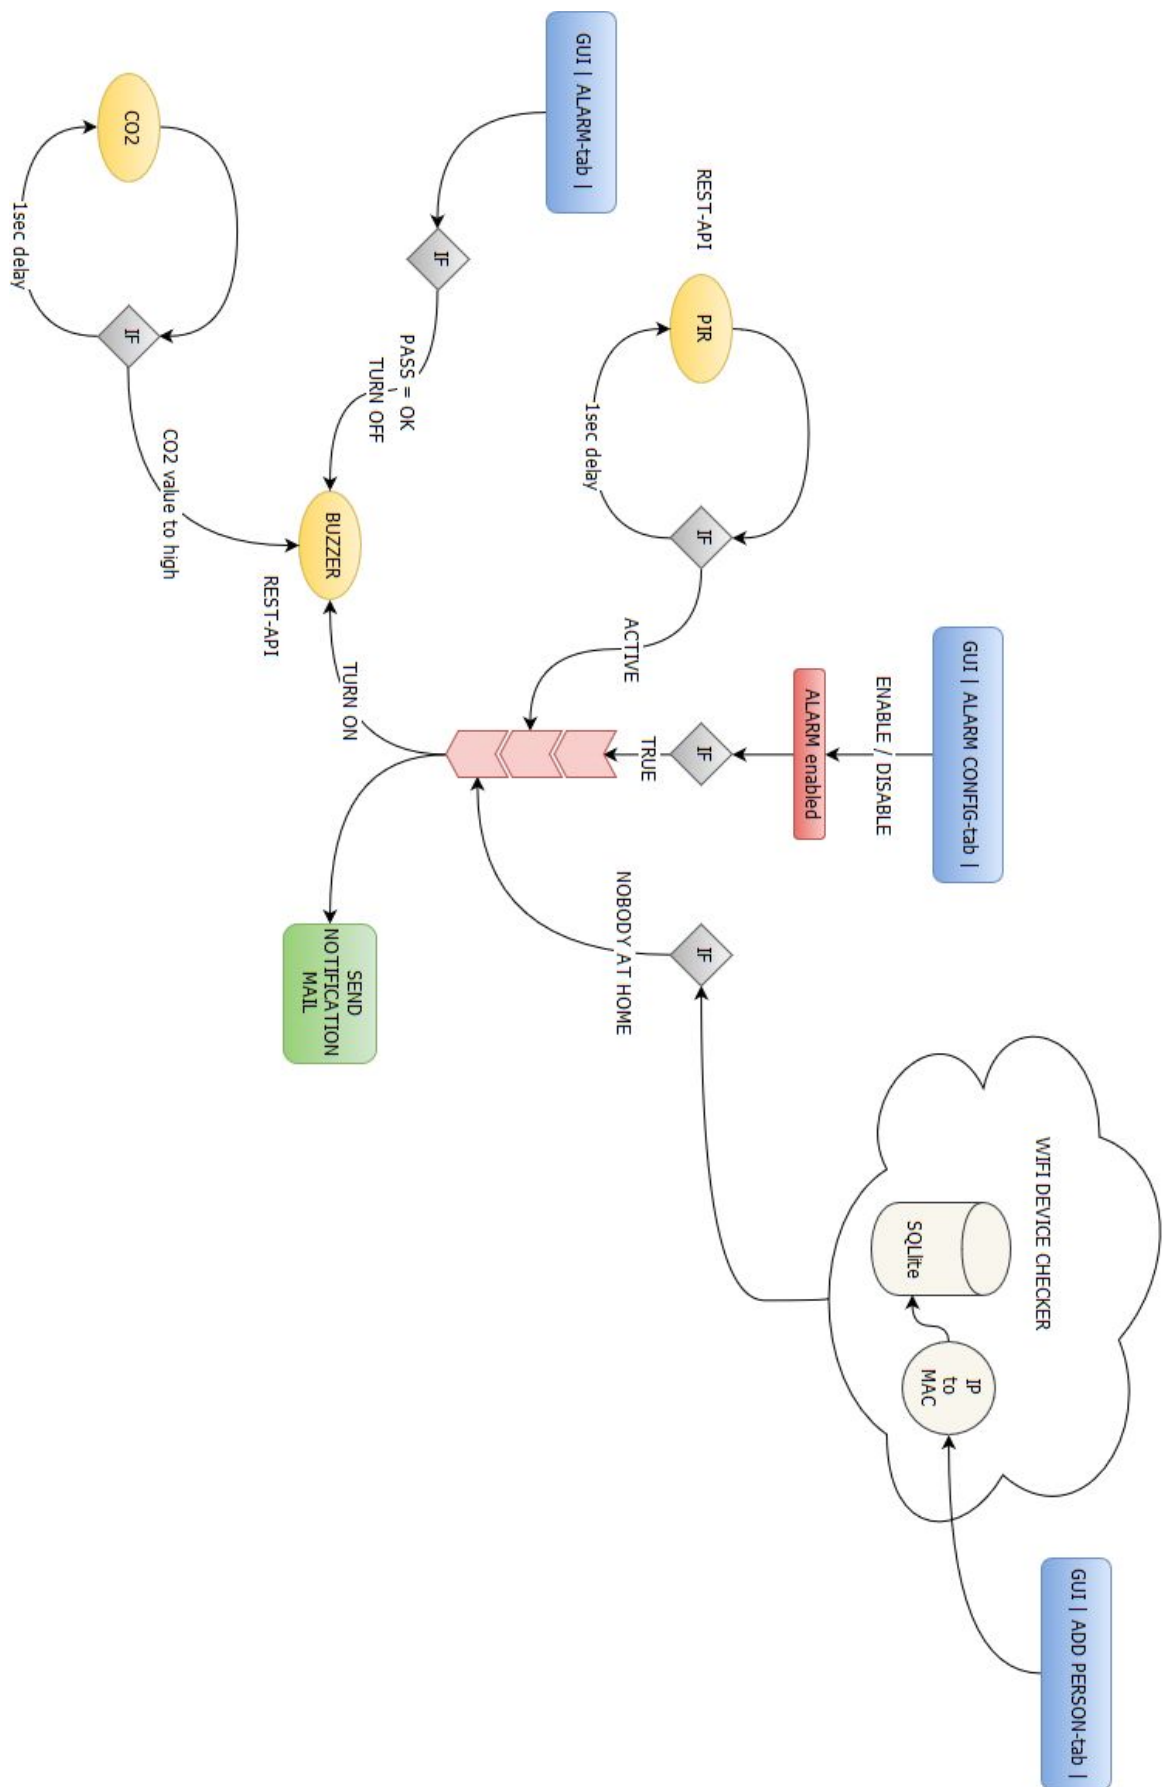 GUI | ADD PERSON-tab |
WIFI DEVICE CHECKER
GUI | ALARM CONFIG-tab |
IP
to
MAC
SQLlite
ENABLE / DISABLE
ALARM enabled
REST-API
PIR
IF
IF
IF
TRUE
ACTIVE
NOBODY AT HOME
1sec delay
GUI | ALARM-tab |
IF
PASS = OK
TURN OFF
TURN ON
SEND
NOTIFICATION
MAIL
BUZZER
REST-API
CO2 value to high
CO2
IF
1sec delay